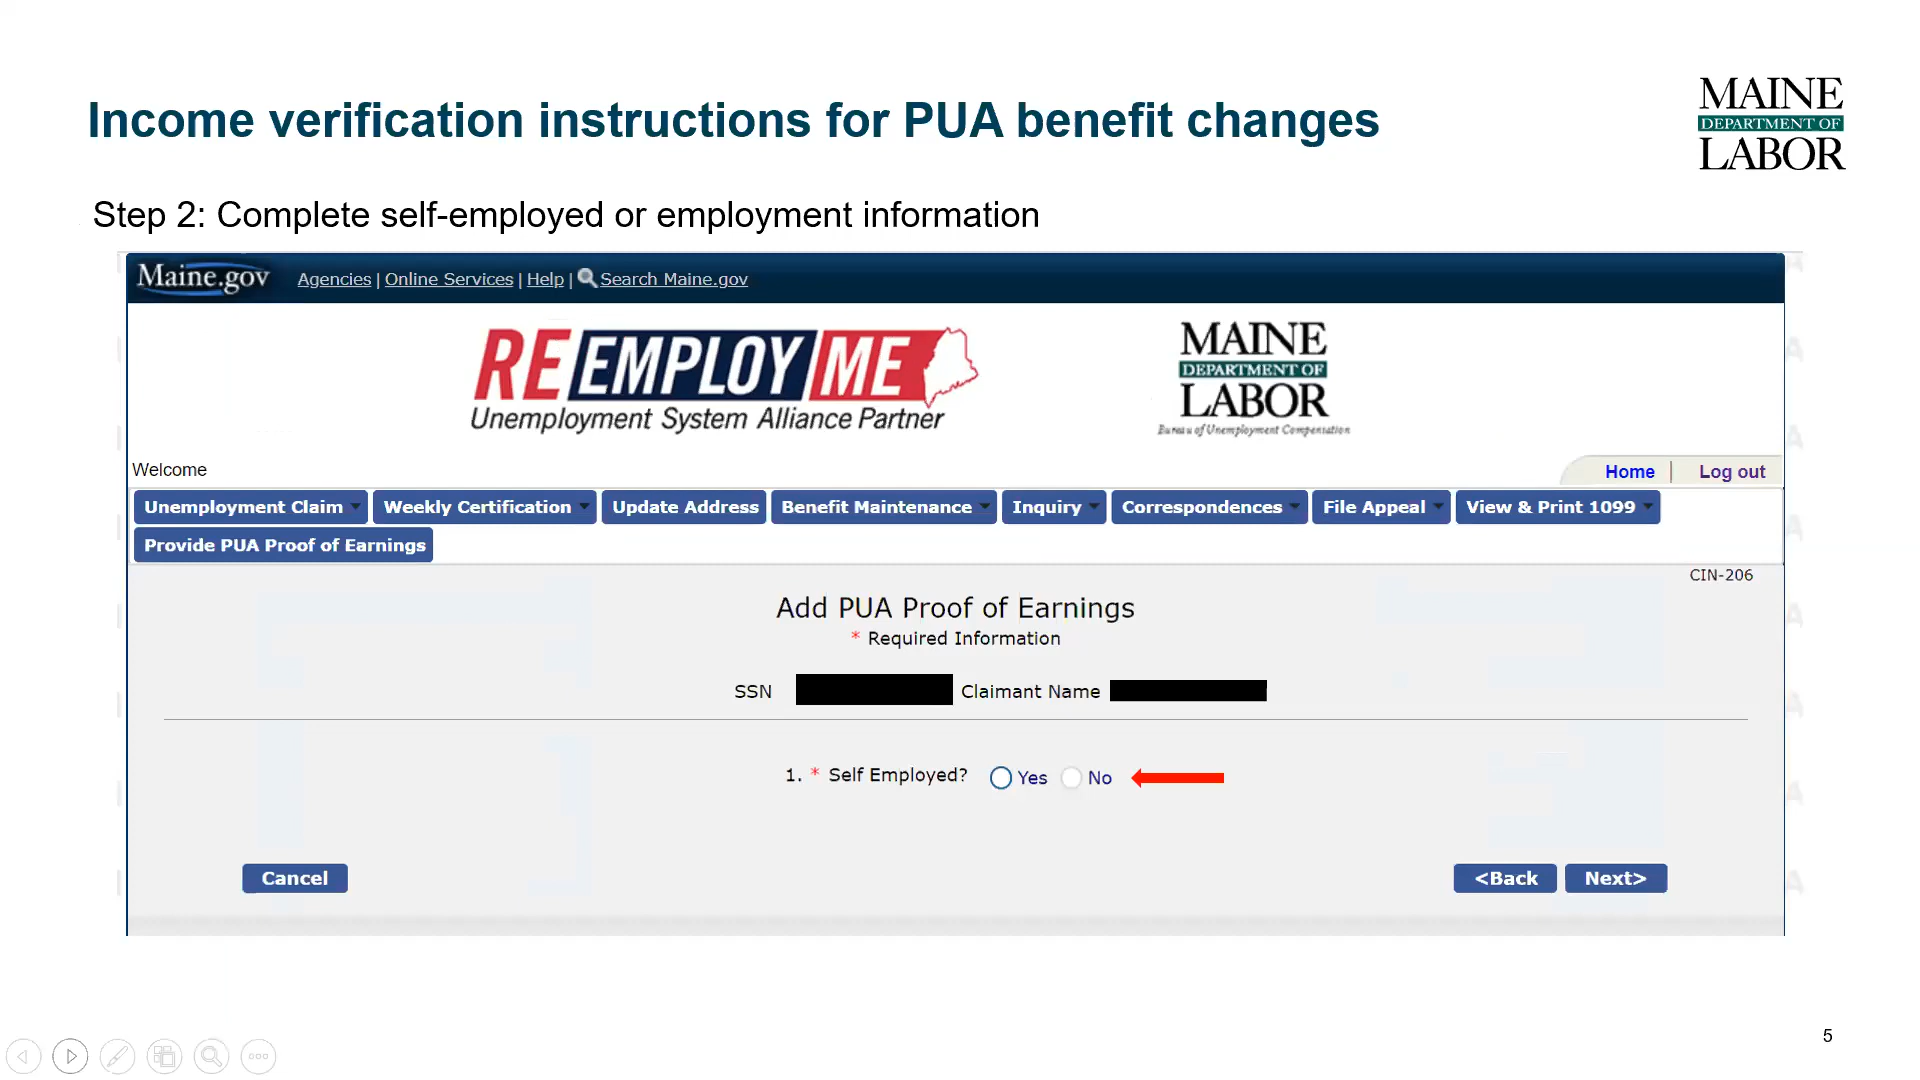 Income verification instructions for PUA benefit changes
MAINE
DEPARTMENT OF
LABOR
Step 2: Complete self-employed or employment information
Maine.gov Agencies | Online Services | Help | Search Maine.gov
REEMPLOYME
Unemployment System Alliance Partner
MAINE
DEPARTMENT OF
LABOR
Bureau of Unemployment Compensation
Welcome
Home | Log out
Unemployment Claim Weekly Certification Update Address Benefit Maintenance Inquiry Correspondences File Appeal View & Print 1099
Provide PUA Proof of Earnings
CIN-206
Add PUA Proof of Earnings
* Required Information
SSN Claimant Name
1. * Self Employed? Yes No
Cancel <Back Next>
5